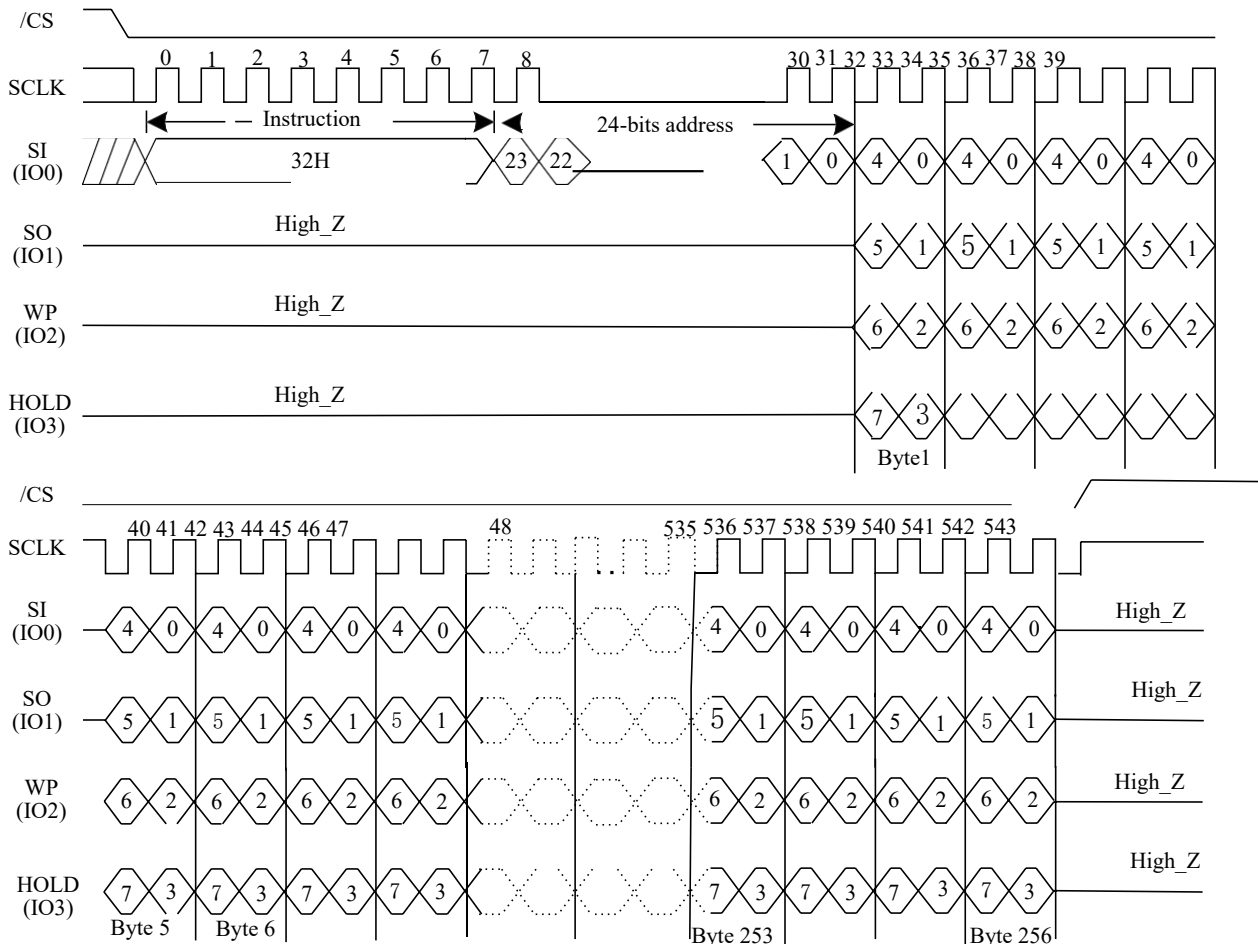 /CS
0 1 2 3 4 5 6 7 8 30 31 32 33 34 35 36 37 38 39
SCLK
Instruction 24-bits address
SI
(IO0)
32H 23 22 1 0 4 0 4 0 4 0 4 0
High_Z
SO
(IO1)
5 1 5 1 5 1 5 1
High_Z
WP
(IO2)
6 2 6 2 6 2 6 2
High_Z
HOLD
(IO3)
7 3
Byte1
/CS
40 41 42 43 44 45 46 47 48 535 536 537 538 539 540 541 542 543
SCLK
SI
(IO0)
4 0 4 0 4 0 4 0 4 0 4 0 4 0 4 0 High_Z
SO
(IO1)
5 1 5 1 5 1 5 1 5 1 5 1 5 1 5 1 High_Z
WP
(IO2)
6 2 6 2 6 2 6 2 6 2 6 2 6 2 6 2 High_Z
HOLD
(IO3)
7 3 7 3 7 3 7 3 7 3 7 3 7 3 7 3 High_Z
Byte 5 Byte 6 Byte 253 Byte 256